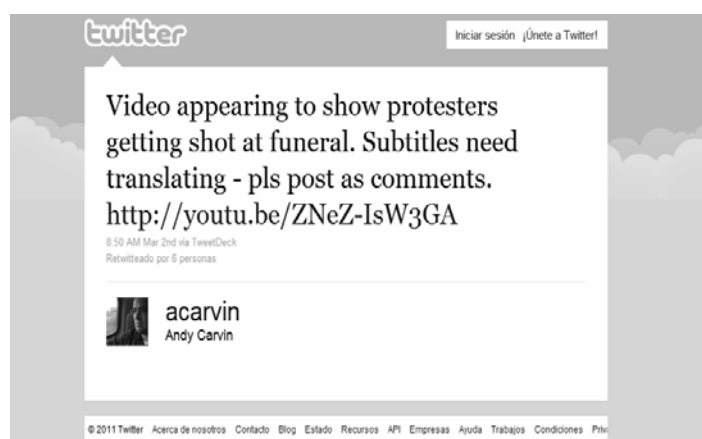 twitter
Iniciar sesión ¡Únete a Twitter!
Video appearing to show protesters
getting shot at funeral. Subtitles need
translating - pls post as comments.
http://youtu.be/ZNeZ-IsW3GA
8:50 AM Mar 2nd vía TweetDeck
Retwitteado por 6 personas
acarvin
Andy Carvin
© 2011 Twitter Acerca de nosotros Contacto Blog Estado Recursos API Empresas Ayuda Trabajos Condiciones